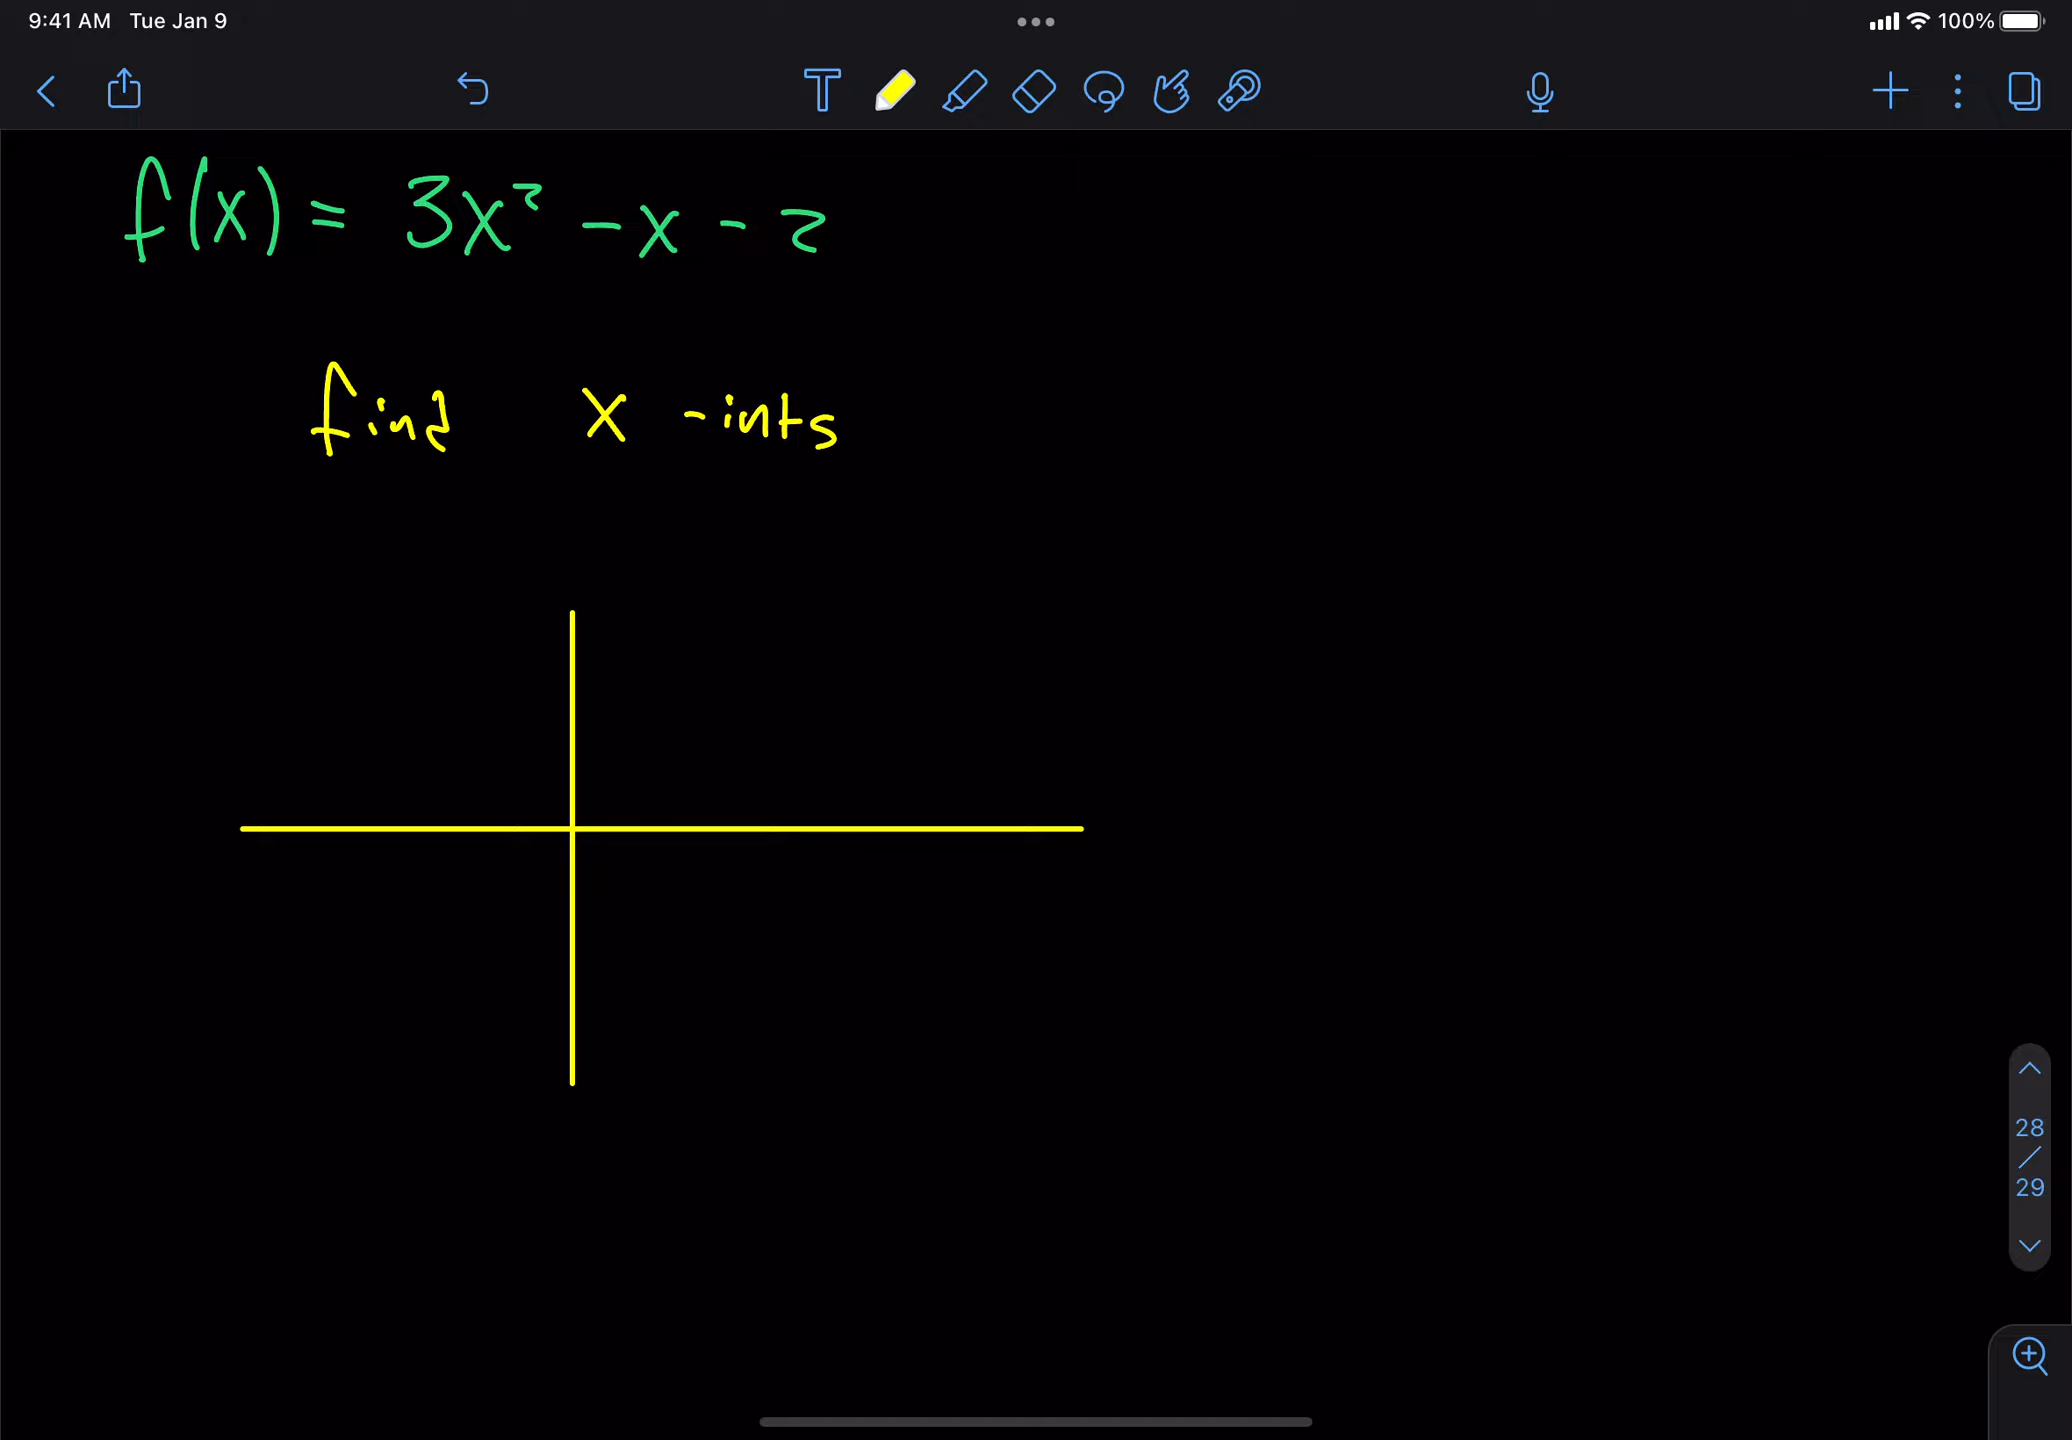 9:41 AM Tue Jan 9
100%
f(x) = 3x² - x - 2
find x -ints
28
/
29